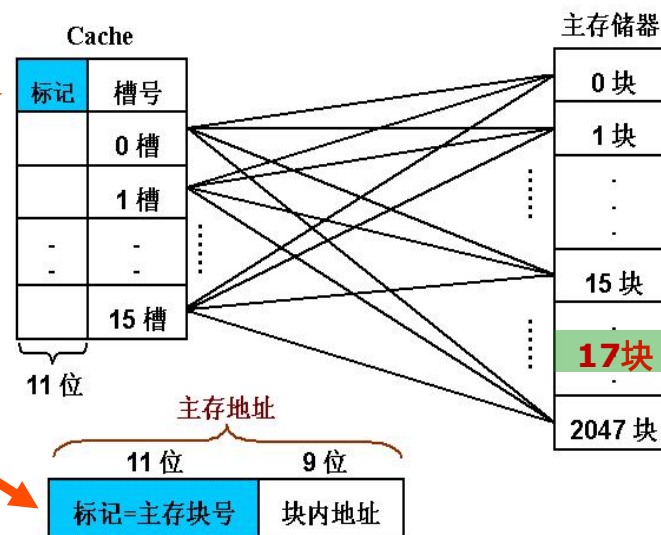 Cache
主存储器
标记 槽号
0 槽
1 槽
15 槽
11 位
0 块
1 块
15 块
17块
2047 块
主存地址
11 位 9 位
标记=主存块号 块内地址